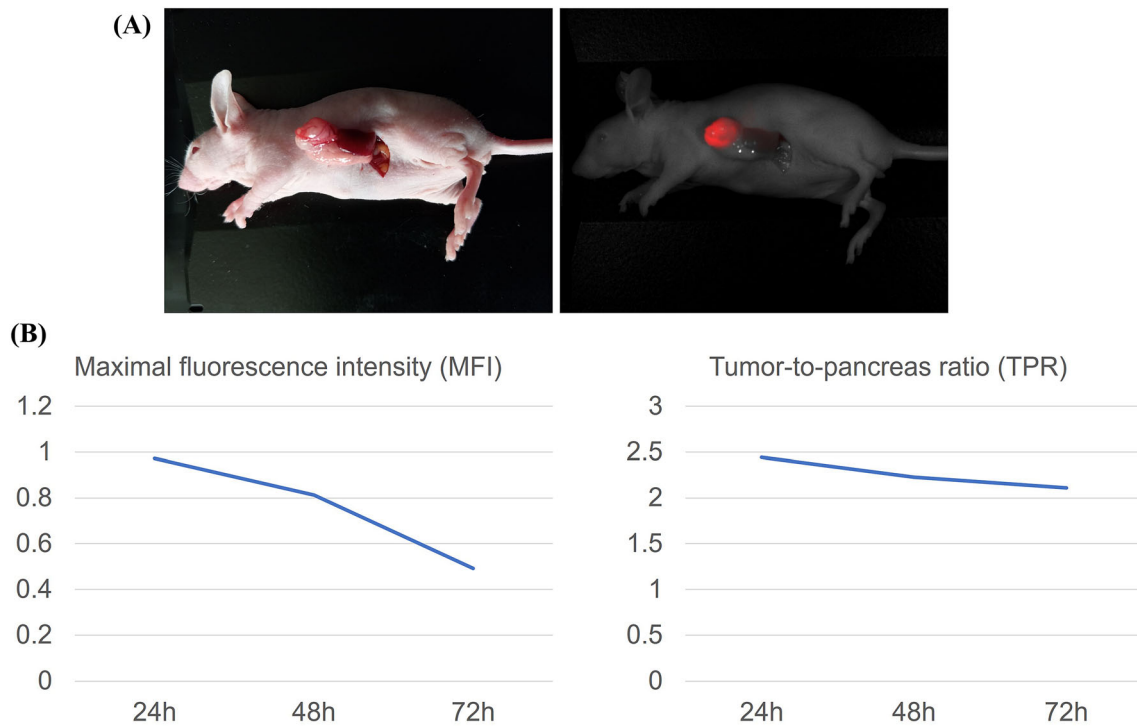 (A)
(B)
Maximal fluorescence intensity (MFI)
1.2
1
0.8
0.6
0.4
0.2
0
24h 48h 72h
Tumor-to-pancreas ratio (TPR)
3
2.5
2
1.5
1
0.5
0
24h 48h 72h